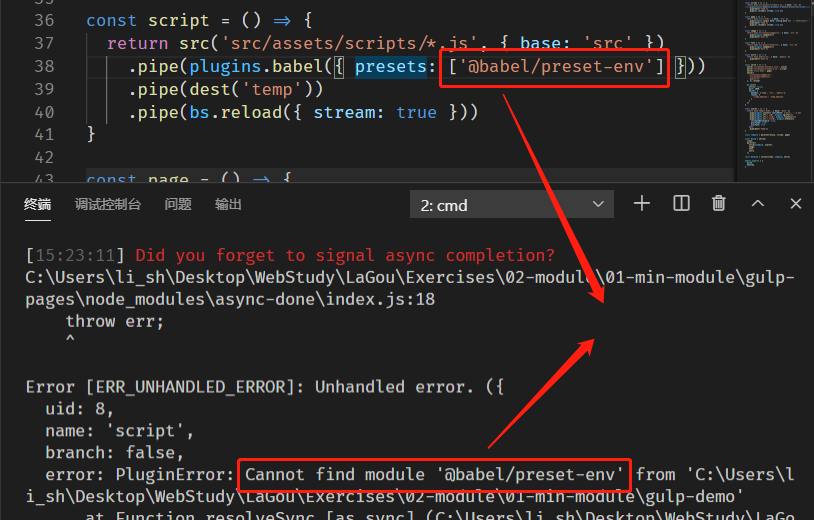 35
36 const script = () => {
37 return src('src/assets/scripts/*.js', { base: 'src' })
38 .pipe(plugins.babel({ presets: ['@babel/preset-env'] }))
39 .pipe(dest('temp'))
40 .pipe(bs.reload({ stream: true }))
41 }
42
43 const page = () => {
终端 调试控制台 问题 输出 2: cmd
[15:23:11] Did you forget to signal async completion?
C:\Users\li_sh\Desktop\WebStudy\LaGou\Exercises\02-module\01-min-module\gulp-
pages\node_modules\async-done\index.js:18
throw err;
^
Error [ERR_UNHANDLED_ERROR]: Unhandled error. ({
uid: 8,
name: 'script',
branch: false,
error: PluginError: Cannot find module '@babel/preset-env' from 'C:\Users\l
i_sh\Desktop\WebStudy\LaGou\Exercises\02-module\01-min-module\gulp-demo'
at Function.resolveSync [as sync] (C:\Users\li_sh\Desktop\WebStudy\LaGo